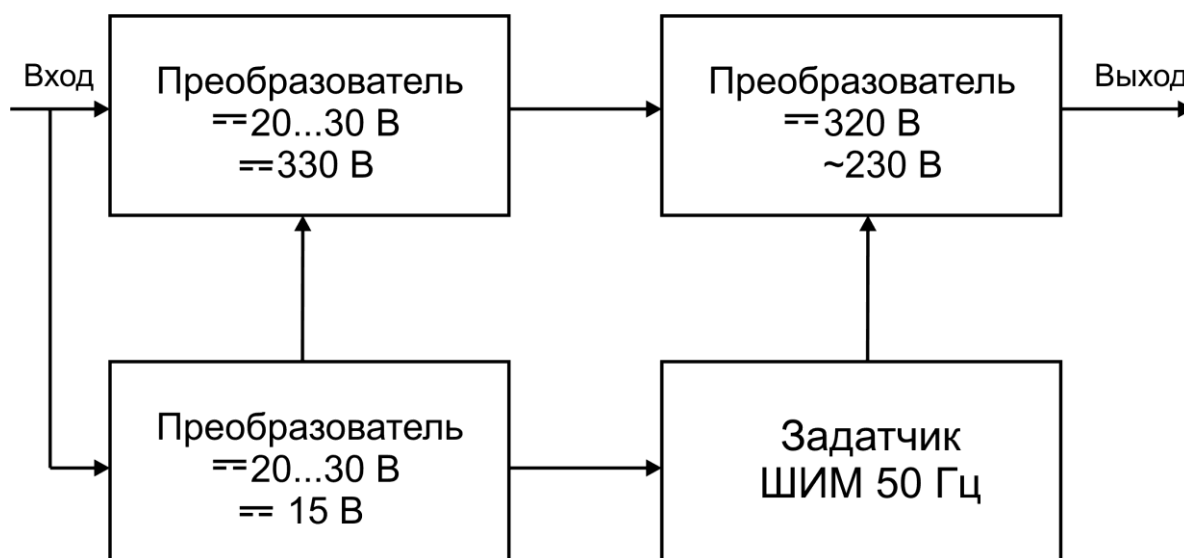 Вход
Преобразователь
⎓20...30 В
⎓330 В
Преобразователь
⎓320 В
~230 В
Выход
Преобразователь
⎓20...30 В
⎓ 15 В
Задатчик
ШИМ 50 Гц